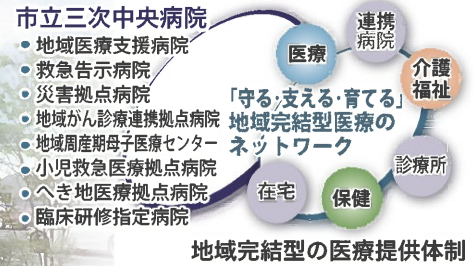 市立三次中央病院
● 地域医療支援病院
● 救急告示病院
● 災害拠点病院
● 地域がん診療連携拠点病院
● 地域周産期母子医療センター
● 小児救急医療拠点病院
● へき地医療拠点病院
● 臨床研修指定病院
医療
連携
病院
介護
福祉
「守る・支える・育てる」
地域完結型医療の
ネットワーク
診療所
保健
在宅
地域完結型の医療提供体制